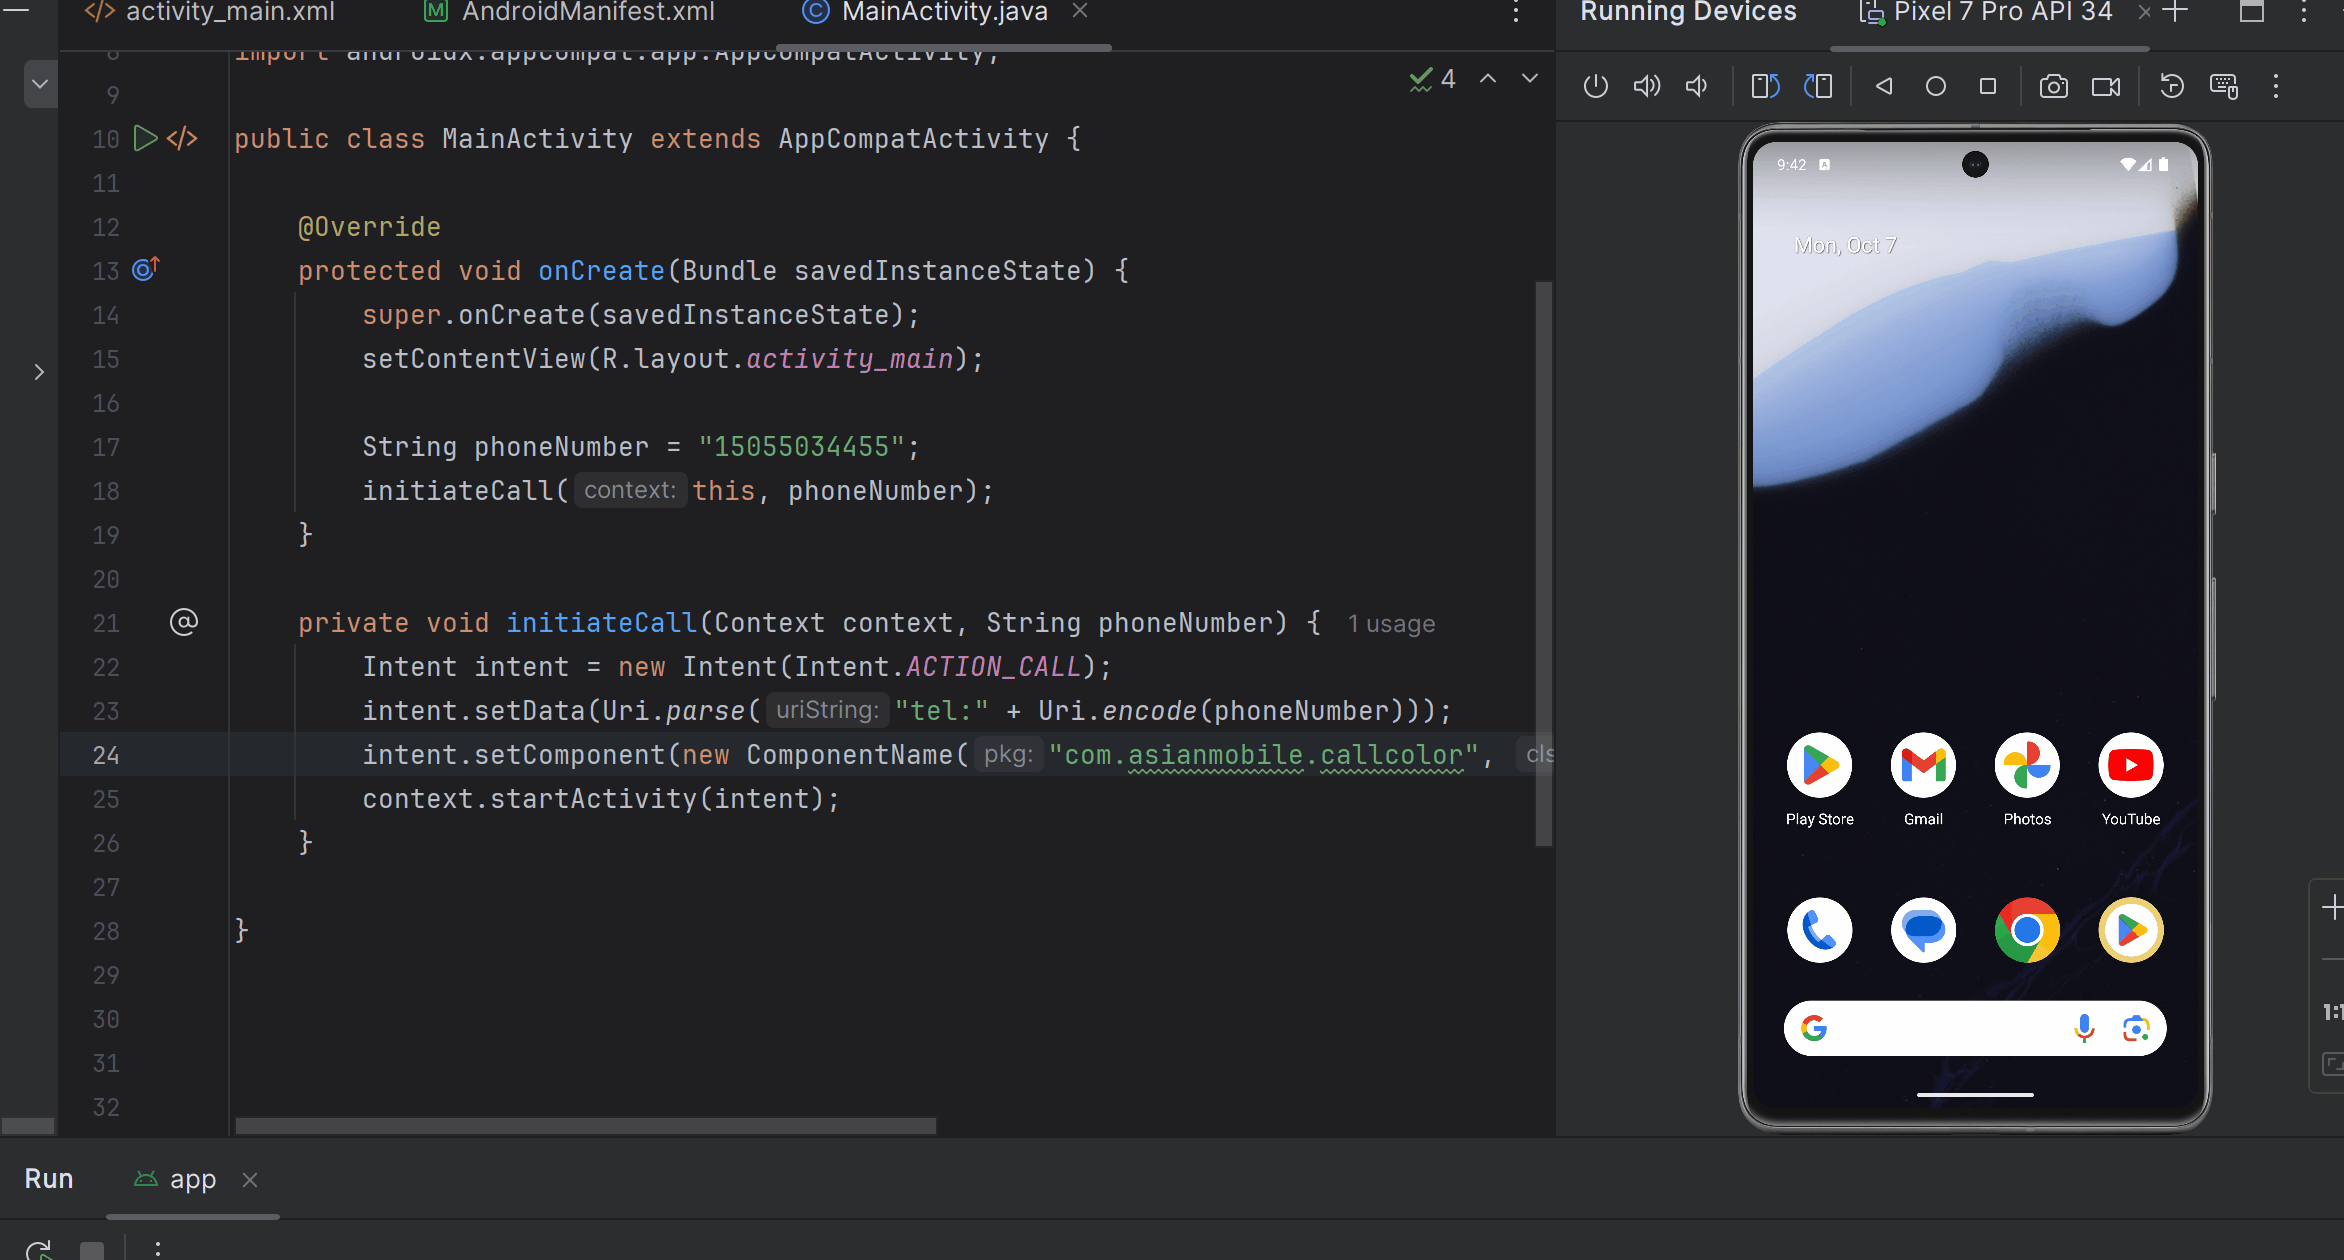 activity_main.xml
AndroidManifest.xml
MainActivity.java
Running Devices
Pixel 7 Pro API 34
4
8 import androidx.appcompat.app.AppCompatActivity;
9
10 public class MainActivity extends AppCompatActivity {
11
12 @Override
13 protected void onCreate(Bundle savedInstanceState) {
14 super.onCreate(savedInstanceState);
15 setContentView(R.layout.activity_main);
16
17 String phoneNumber = "15055034455";
18 initiateCall( context: this, phoneNumber);
19 }
20
21 private void initiateCall(Context context, String phoneNumber) { 1 usage
22 Intent intent = new Intent(Intent.ACTION_CALL);
23 intent.setData(Uri.parse( uriString: "tel:" + Uri.encode(phoneNumber)));
24 intent.setComponent(new ComponentName( pkg: "com.asianmobile.callcolor", cls
25 context.startActivity(intent);
26 }
27
28 }
29
30
31
32
9:42
Mon, Oct 7
Play Store Gmail Photos YouTube
1:1
Run
app